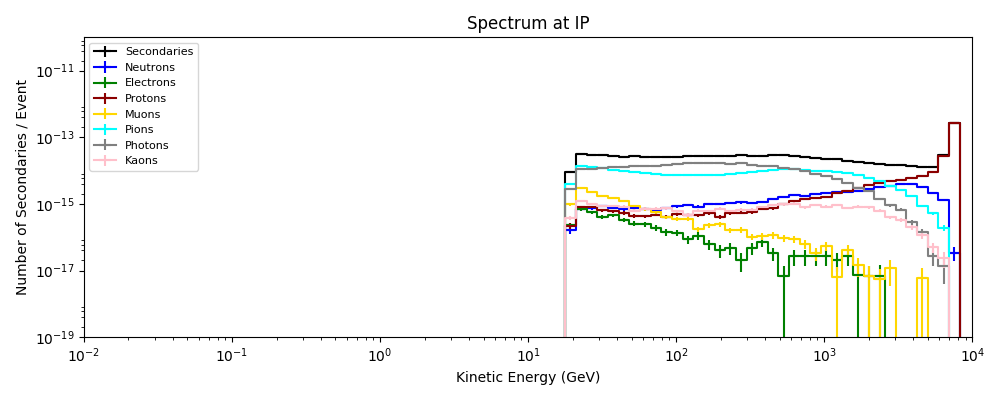 Spectrum at IP
Number of Secondaries / Event
10⁻¹¹
10⁻¹³
10⁻¹⁵
10⁻¹⁷
10⁻¹⁹
Secondaries
Neutrons
Electrons
Protons
Muons
Pions
Photons
Kaons
10⁻² 10⁻¹ 10⁰ 10¹ 10² 10³ 10⁴
Kinetic Energy (GeV)